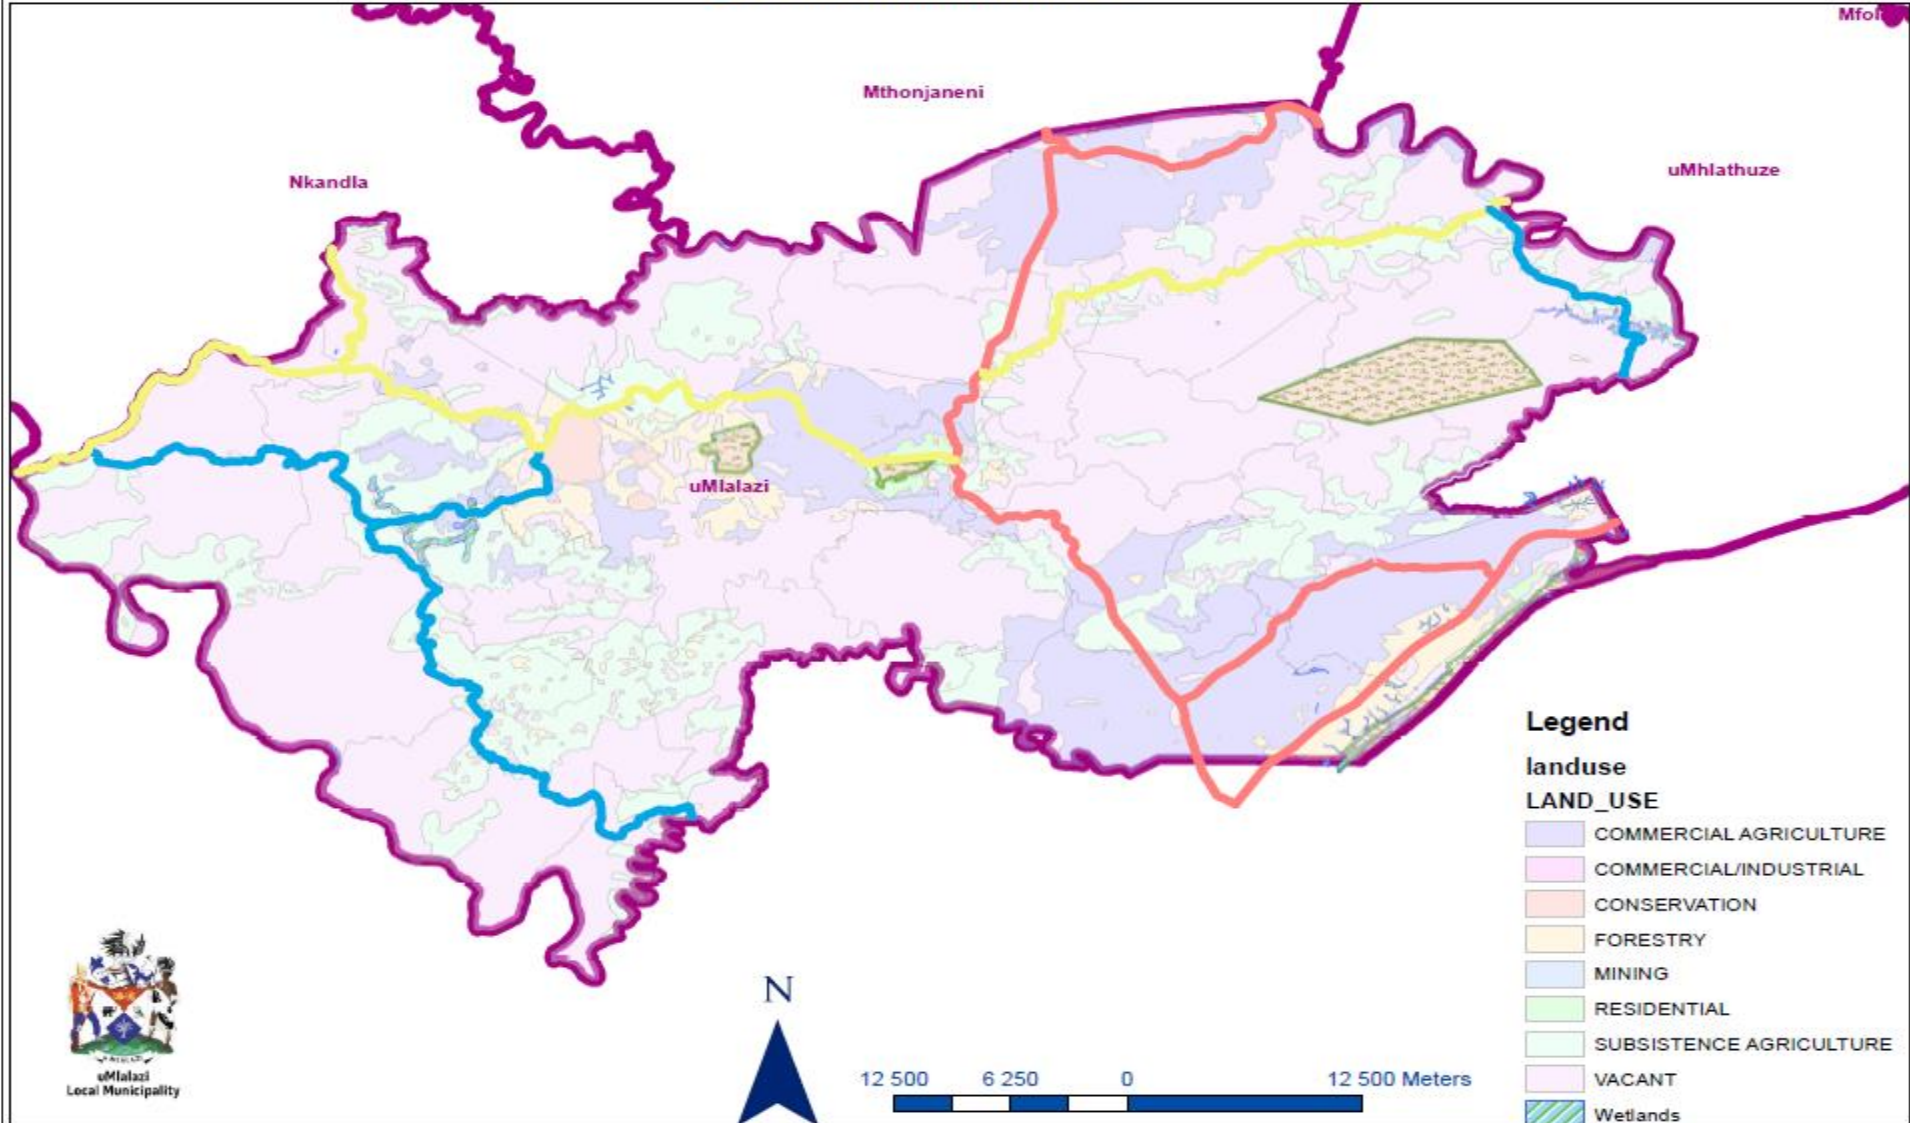 Mfol
Mthonjaneni
uMhlathuze
Nkandla
uMlalazi
Legend
landuse
LAND_USE
COMMERCIAL AGRICULTURE
COMMERCIAL/INDUSTRIAL
CONSERVATION
FORESTRY
MINING
RESIDENTIAL
SUBSISTENCE AGRICULTURE
VACANT
Wetlands
N
12 500 6 250 0 12 500 Meters
uMlalazi
Local Municipality